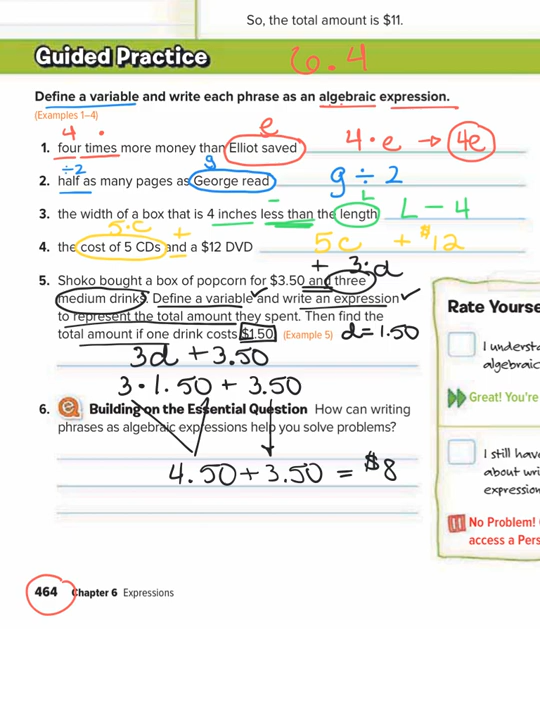 So, the total amount is $11.
Guided Practice 6.4
Define a variable and write each phrase as an algebraic expression.
(Examples 1–4)
4 • e
1. four times more money than Elliot saved 4 • e → 4e
÷2 g
2. half as many pages as George read g ÷ 2
− L
3. the width of a box that is 4 inches less than the length L − 4
5•C +
4. the cost of 5 CDs and a $12 DVD 5c + $12
+ 3•d
5. Shoko bought a box of popcorn for $3.50 and three
medium drinks. Define a variable ✓ and write an expression ✓
to represent the total amount they spent. Then find the
total amount if one drink costs $1.50. (Example 5) d=1.50
3d + 3.50
3 • 1.50 + 3.50
6. e Building on the Essential Question How can writing
phrases as algebraic expressions help you solve problems?
4.50 + 3.50 = $8
Rate Yourse
I understa
algebraic
Great! You're
I still have
about wri
expression
No Problem!
access a Pers
464 Chapter 6 Expressions